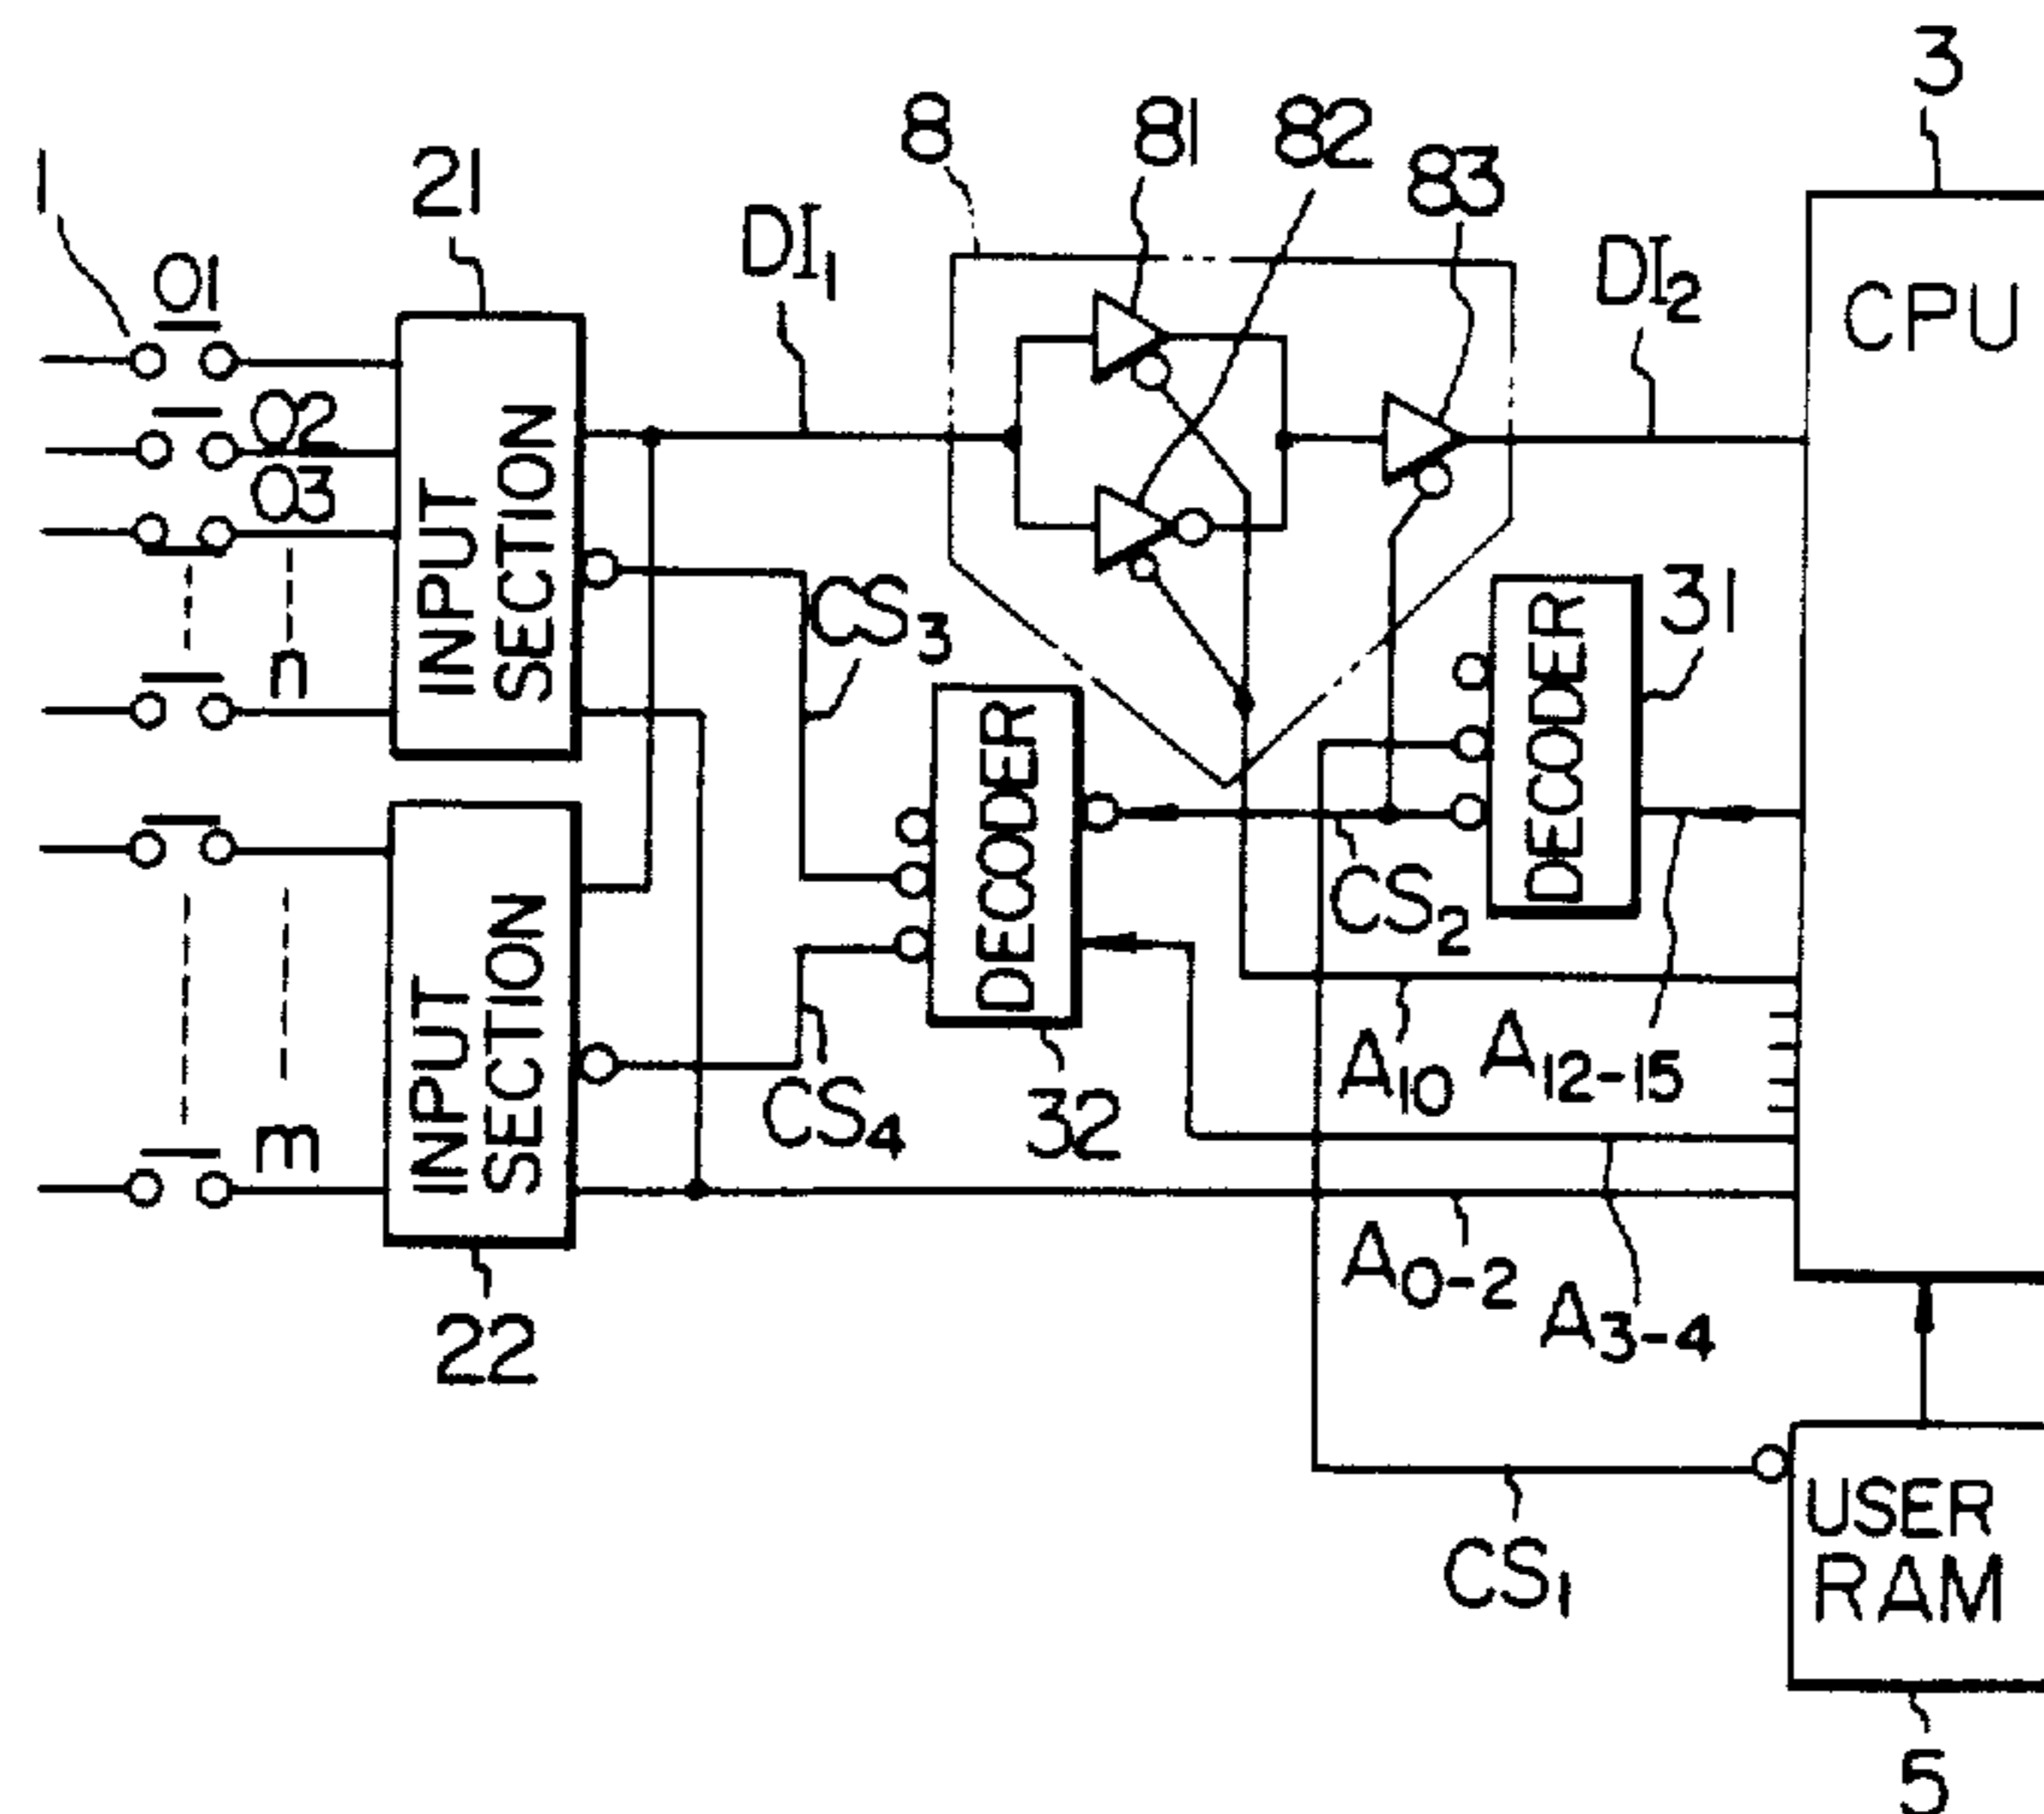 3
8
81
82
83
1
21
DI1
DI2
01
CPU
02
03
INPUT
SECTION
n
CS3
31
DECODER
DECODER
CS2
INPUT
SECTION
m
CS4
32
A10
A12-15
A0-2
A3-4
22
CS1
USER
RAM
5